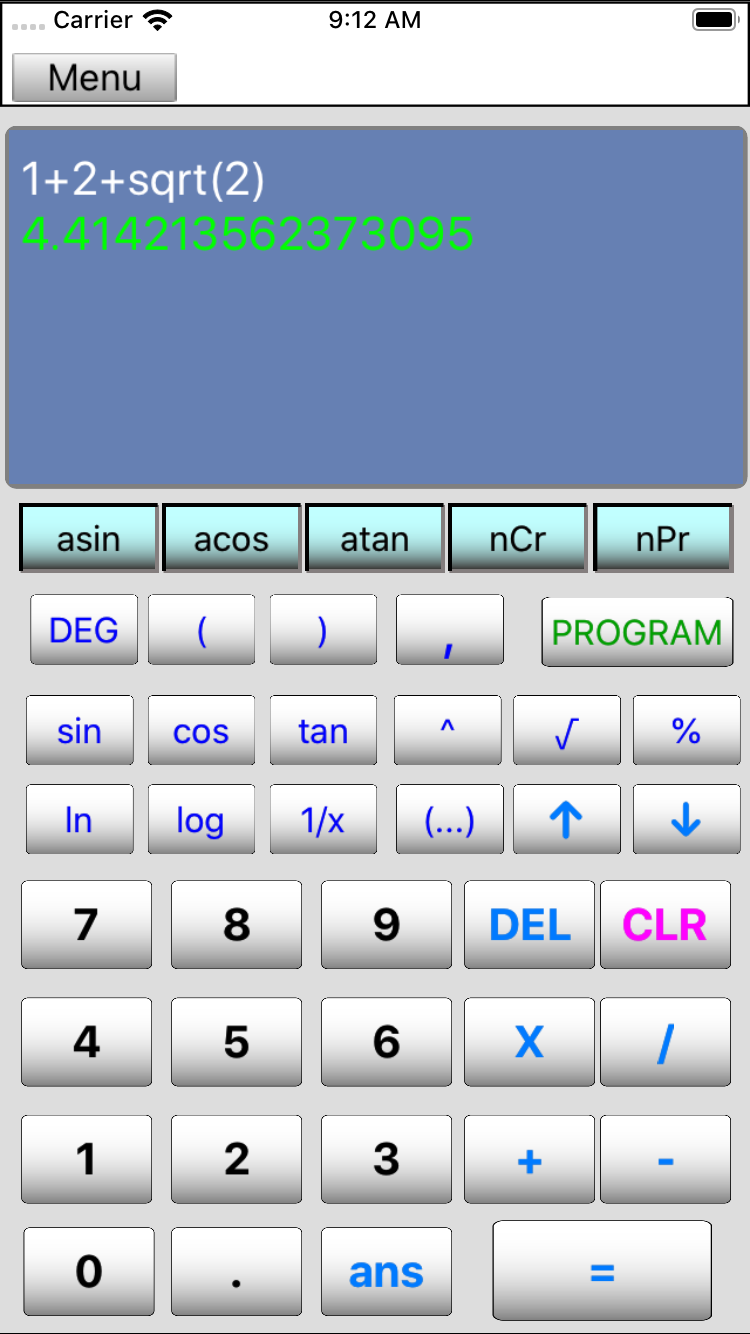 Carrier 9:12 AM
Menu
1+2+sqrt(2)
4.414213562373095
asin acos atan nCr nPr
DEG ( ) , PROGRAM
sin cos tan ^ √ %
ln log 1/x (...) ↑ ↓
7 8 9 DEL CLR
4 5 6 X /
1 2 3 + -
0 . ans =